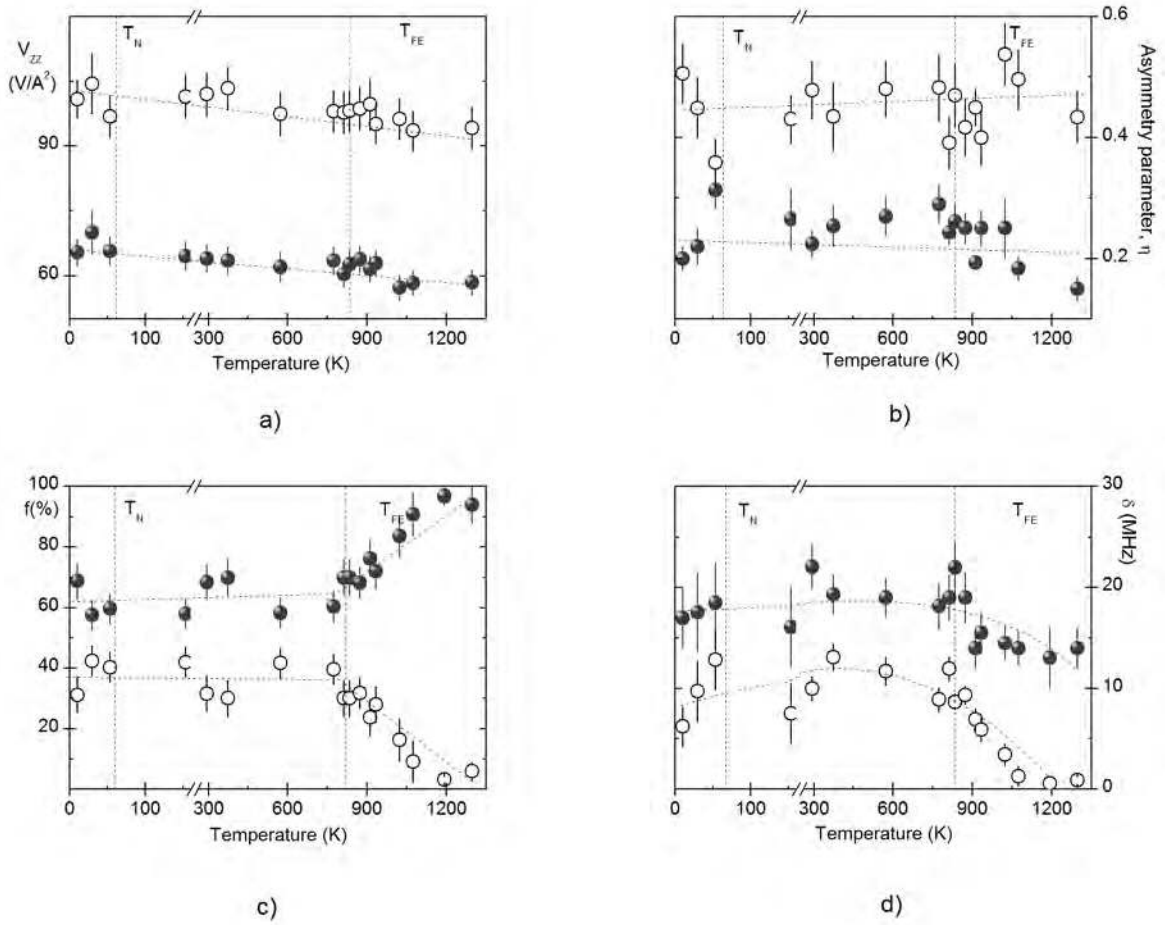 V_ZZ
(V/Å²)
T_N
T_FE
90
60
0 100 300 600 900 1200
Temperature (K)
a)
T_N
T_FE
0.6
0.4
0.2
Asymmetry parameter, η
0 100 300 600 900 1200
Temperature (K)
b)
100
f(%)
80
60
40
20
T_N
T_FE
0 100 300 600 900 1200
Temperature (K)
c)
T_N
T_FE
30
20
10
0
δ (MHz)
0 100 300 600 900 1200
Temperature (K)
d)